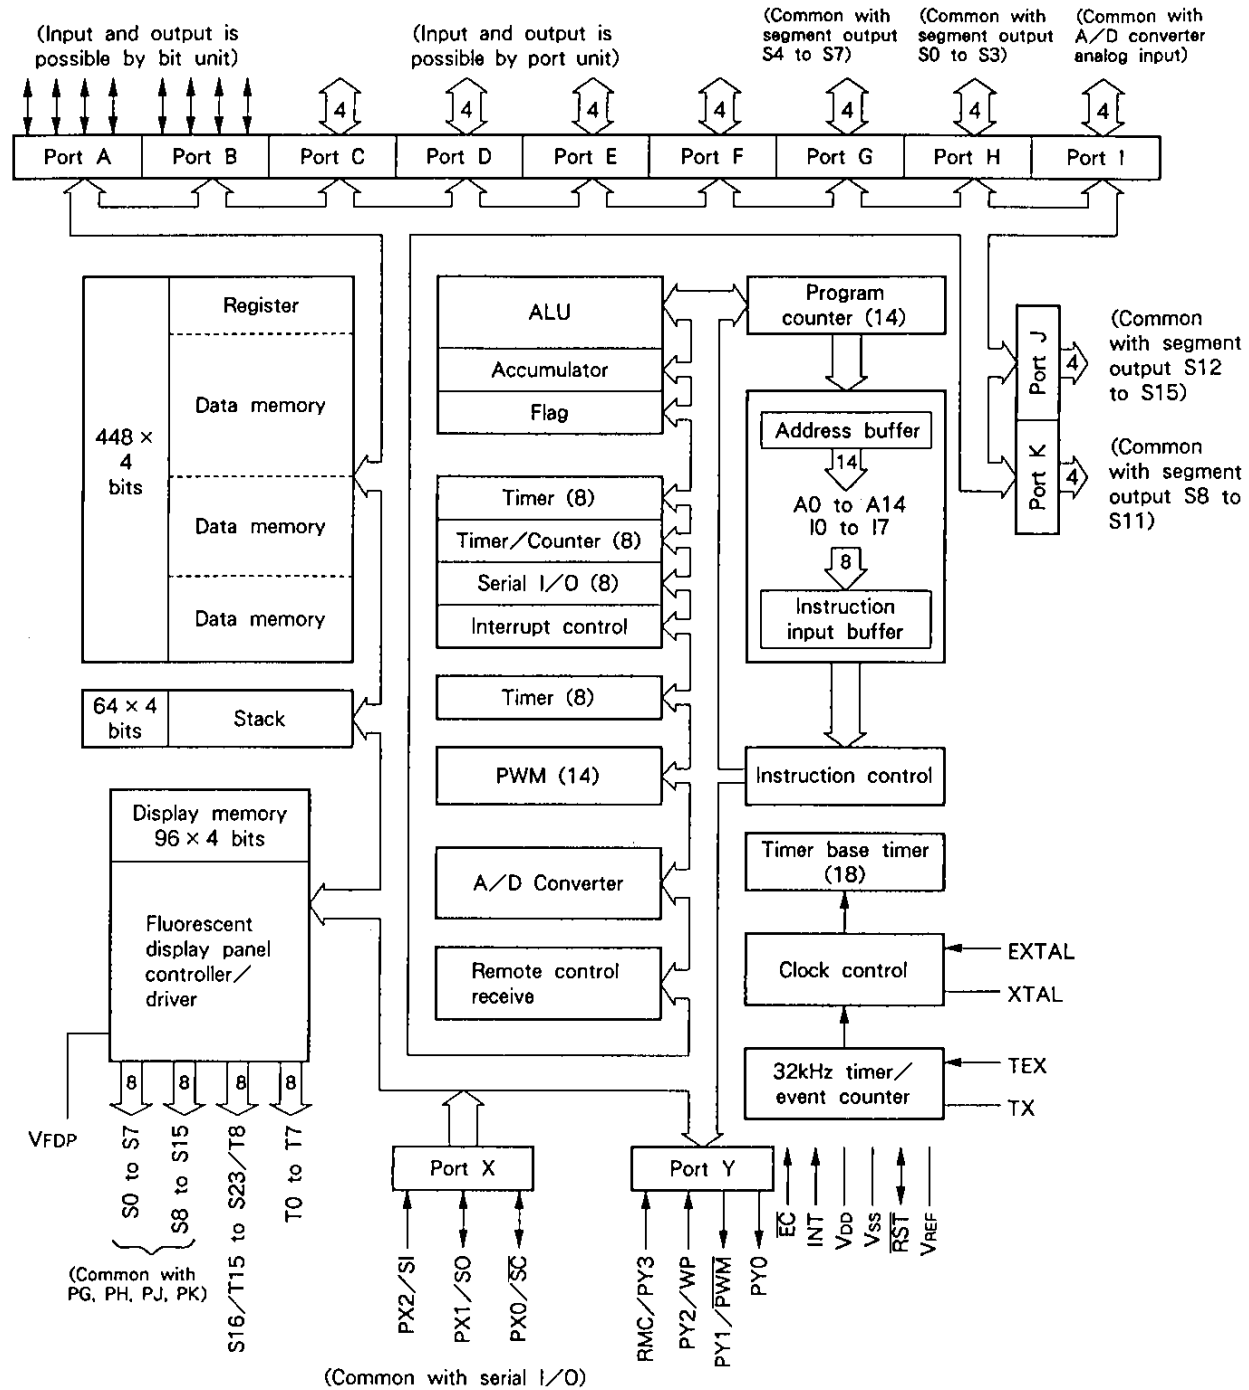 (Input and output is
possible by bit unit)
(Input and output is
possible by port unit)
(Common with
segment output
S4 to S7)
(Common with
segment output
S0 to S3)
(Common with
A/D converter
analog input)
4
4
4
4
4
4
4
Port A
Port B
Port C
Port D
Port E
Port F
Port G
Port H
Port I
448 ×
4
bits
Register
Data memory
Data memory
Data memory
64 × 4
bits
Stack
Display memory
96 × 4 bits
Fluorescent
display panel
controller/
driver
ALU
Accumulator
Flag
Timer (8)
Timer/Counter (8)
Serial I/O (8)
Interrupt control
Timer (8)
PWM (14)
A/D Converter
Remote control
receive
Program
counter (14)
Address buffer
14
A0 to A14
I0 to I7
8
Instruction
input buffer
Instruction control
Timer base timer
(18)
Clock control
32kHz timer/
event counter
EXTAL
XTAL
TEX
TX
Port J
4
(Common
with segment
output S12
to S15)
Port K
4
(Common
with segment
output S8 to
S11)
VFDP
8
8
8
8
S0 to S7
S8 to S15
S16/T15 to S23/T8
T0 to T7
(Common with
PG, PH, PJ, PK)
Port X
PX2/SI
PX1/SO
PX0/S̅C̅
(Common with serial I/O)
Port Y
RMC/PY3
PY2/WP
PY1/P̅W̅M̅
PY0
E̅C̅
INT
VDD
VSS
R̅S̅T̅
VREF